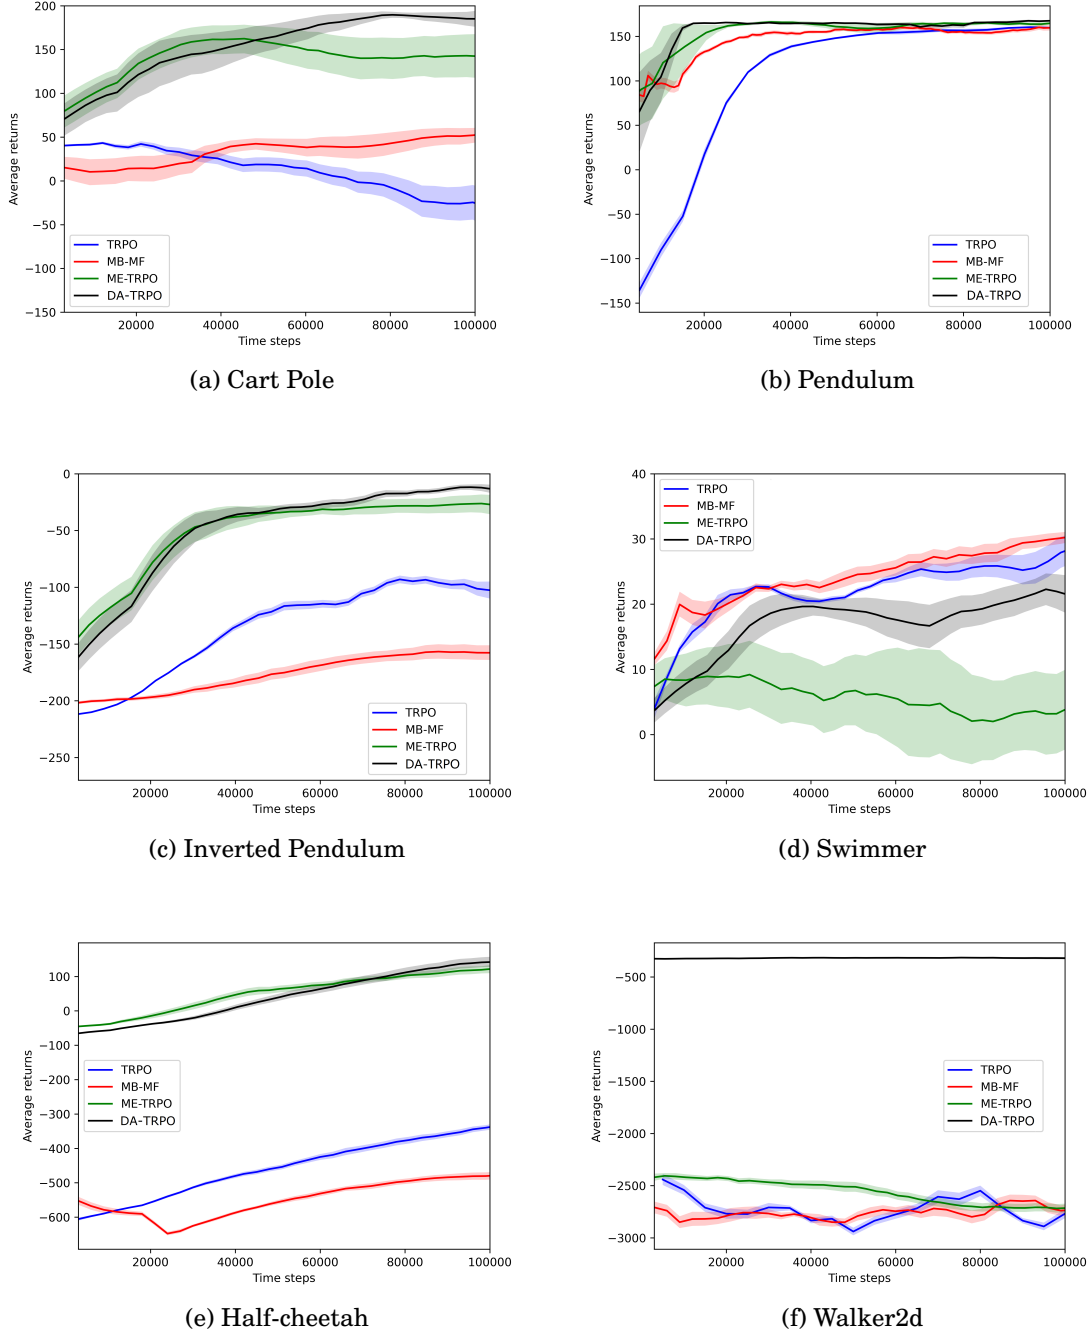 200
150
100
50
0
−50
−100
−150
Average returns
20000 40000 60000 80000 100000
Time steps
TRPO
MB-MF
ME-TRPO
DA-TRPO
(a) Cart Pole
150
100
50
0
−50
−100
−150
Average returns
20000 40000 60000 80000 100000
Time steps
TRPO
MB-MF
ME-TRPO
DA-TRPO
(b) Pendulum
0
−50
−100
−150
−200
−250
Average returns
20000 40000 60000 80000 100000
Time steps
TRPO
MB-MF
ME-TRPO
DA-TRPO
(c) Inverted Pendulum
40
30
20
10
0
Average returns
20000 40000 60000 80000 100000
Time steps
TRPO
MB-MF
ME-TRPO
DA-TRPO
(d) Swimmer
100
0
−100
−200
−300
−400
−500
−600
Average returns
20000 40000 60000 80000 100000
Time steps
TRPO
MB-MF
ME-TRPO
DA-TRPO
(e) Half-cheetah
−500
−1000
−1500
−2000
−2500
−3000
Average returns
20000 40000 60000 80000 100000
Time steps
TRPO
MB-MF
ME-TRPO
DA-TRPO
(f) Walker2d